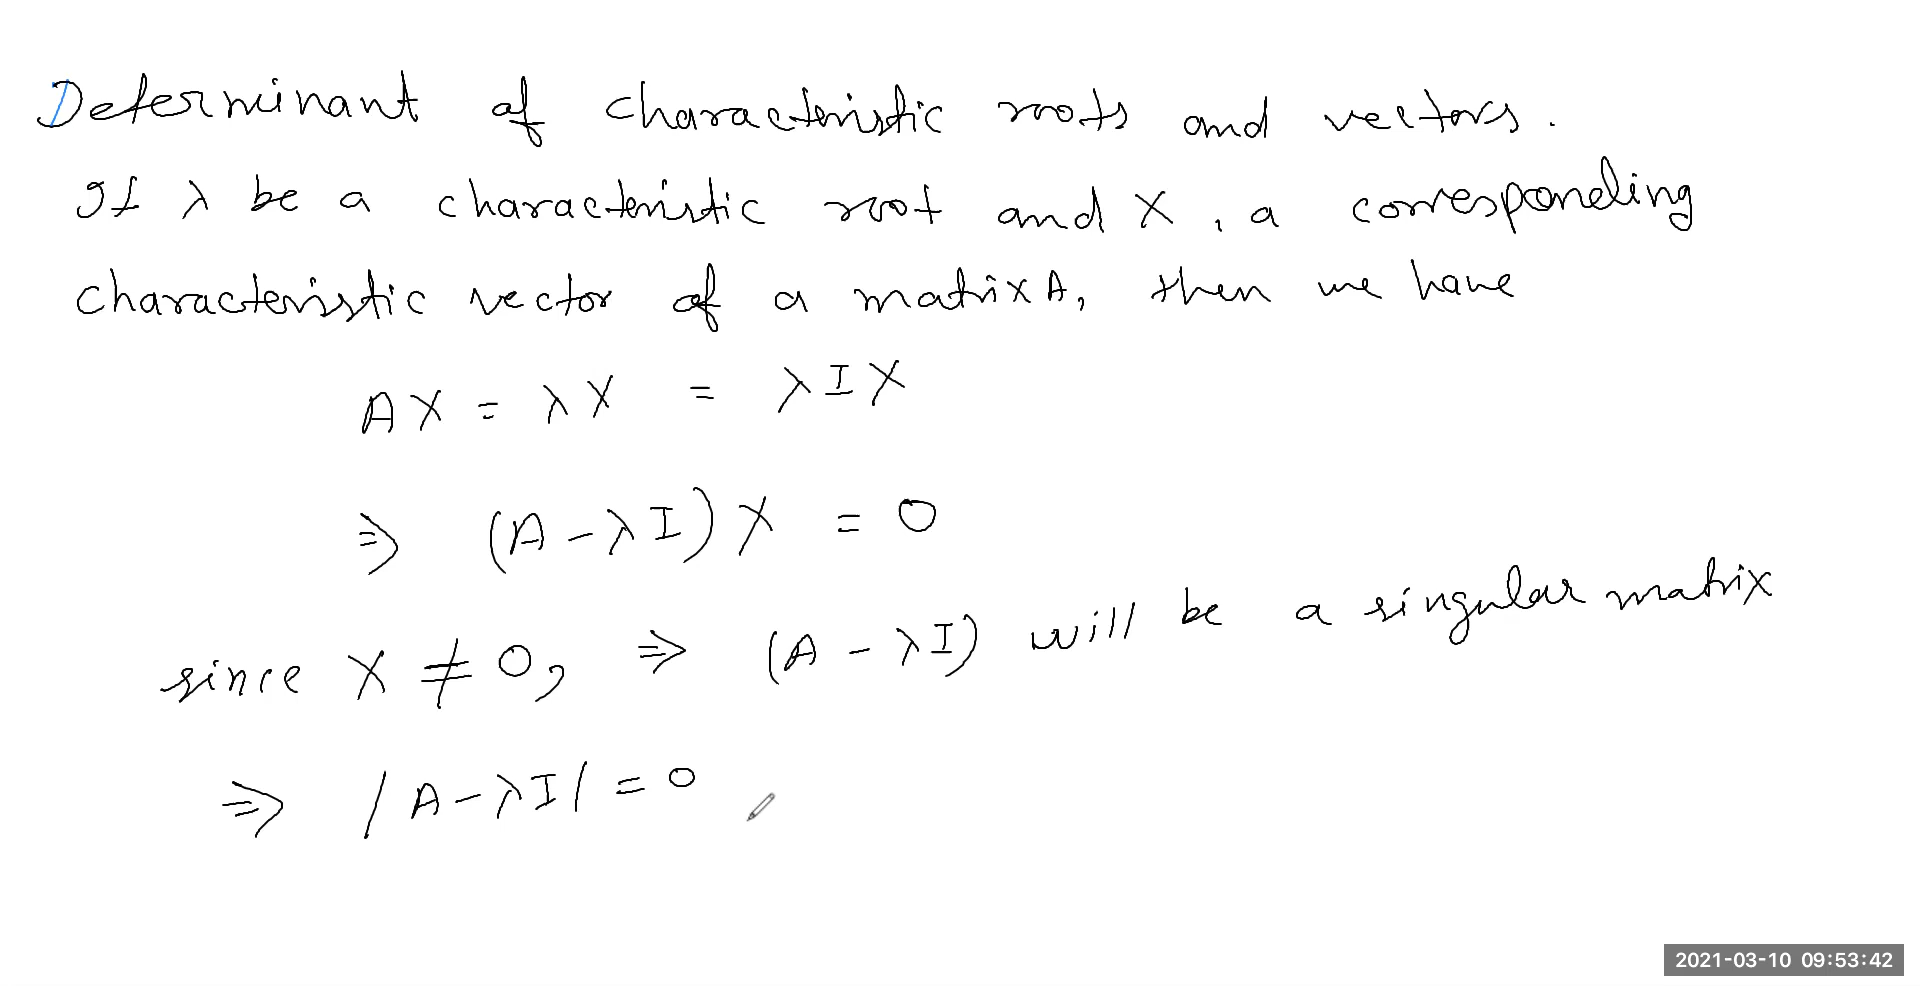 Determinant of characteristic roots and vectors.
If λ be a characteristic root and X, a corresponding
characteristic vector of a matrix A, then we have
AX = λX = λIX
⇒ (A-λI)X = 0
since X ≠ 0, ⇒ (A - λI) will be a singular matrix
⇒ |A-λI| = 0
2021-03-10 09:53:42